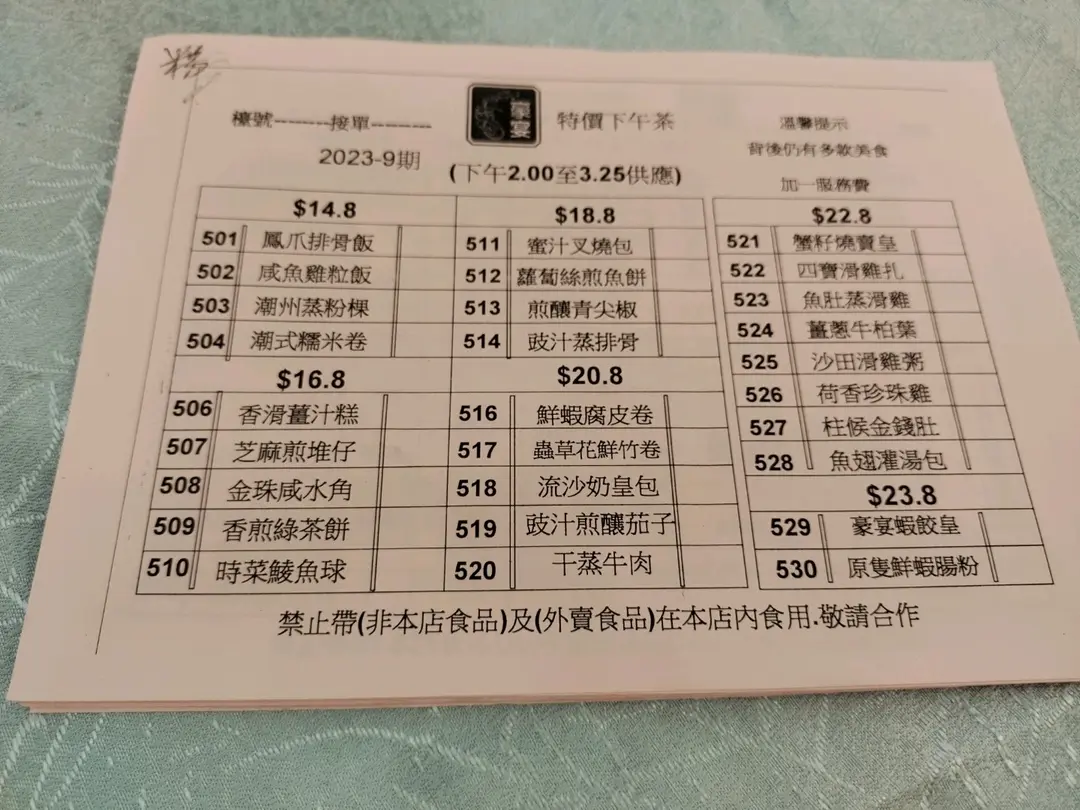 檯號--------接單---------
豪宴
特價下午茶
溫馨提示
2023-9期
(下午2.00至3.25供應)
背後仍有多款美食
加一服務費
$14.8
501 鳳爪排骨飯
502 咸魚雞粒飯
503 潮州蒸粉粿
504 潮式糯米卷
$16.8
506 香滑薑汁糕
507 芝麻煎堆仔
508 金珠咸水角
509 香煎綠茶餅
510 時菜鯪魚球
$18.8
511 蜜汁叉燒包
512 蘿蔔絲煎魚餅
513 煎釀青尖椒
514 豉汁蒸排骨
$20.8
516 鮮蝦腐皮卷
517 蟲草花鮮竹卷
518 流沙奶皇包
519 豉汁煎釀茄子
520 干蒸牛肉
$22.8
521 蟹籽燒賣皇
522 四寶滑雞扎
523 魚肚蒸滑雞
524 薑蔥牛柏葉
525 沙田滑雞粥
526 荷香珍珠雞
527 柱候金錢肚
528 魚翅灌湯包
$23.8
529 豪宴蝦餃皇
530 原隻鮮蝦腸粉
禁止帶(非本店食品)及(外賣食品)在本店內食用.敬請合作